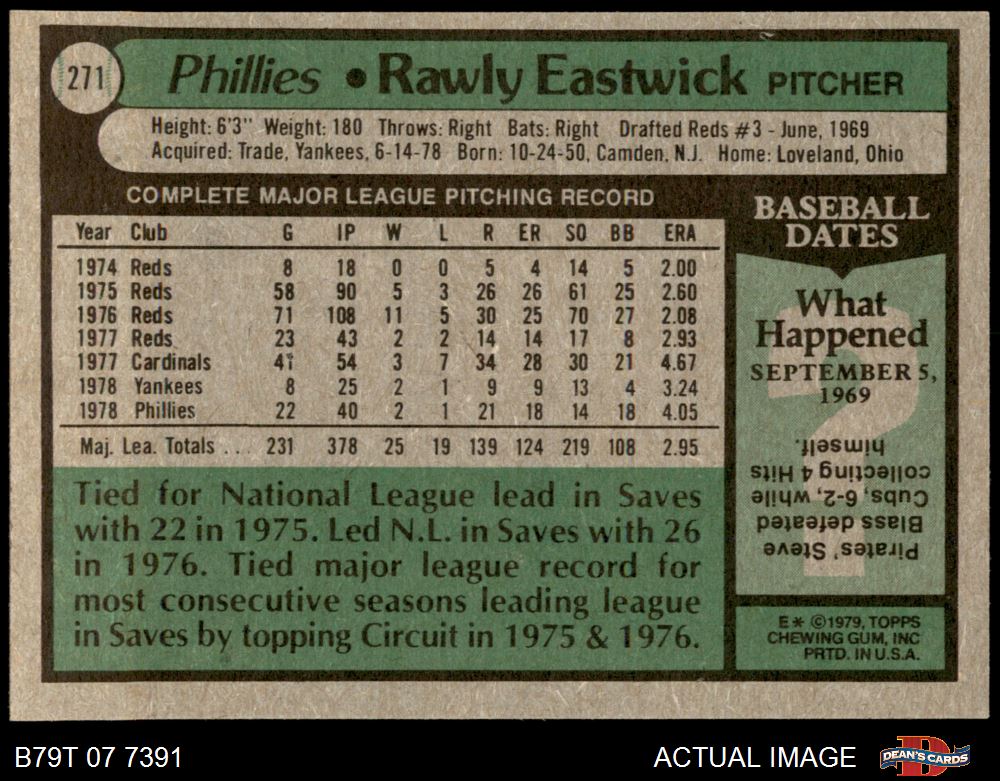 271
Phillies • Rawly Eastwick PITCHER
Height: 6'3" Weight: 180 Throws: Right Bats: Right Drafted Reds #3 - June, 1969
Acquired: Trade, Yankees, 6-14-78 Born: 10-24-50, Camden, N.J. Home: Loveland, Ohio
COMPLETE MAJOR LEAGUE PITCHING RECORD
Year Club G IP W L R ER SO BB ERA
1974 Reds 8 18 0 0 5 4 14 5 2.00
1975 Reds 58 90 5 3 26 26 61 25 2.60
1976 Reds 71 108 11 5 30 25 70 27 2.08
1977 Reds 23 43 2 2 14 14 17 8 2.93
1977 Cardinals 41 54 3 7 34 28 30 21 4.67
1978 Yankees 8 25 2 1 9 9 13 4 3.24
1978 Phillies 22 40 2 1 21 18 14 18 4.05
Maj. Lea. Totals . . . 231 378 25 19 139 124 219 108 2.95
Tied for National League lead in Saves
with 22 in 1975. Led N.L. in Saves with 26
in 1976. Tied major league record for
most consecutive seasons leading league
in Saves by topping Circuit in 1975 & 1976.
BASEBALL
DATES
What
Happened
SEPTEMBER 5,
1969
?
Pirates' Steve
Blass defeated
Cubs, 6-2, while
collecting 4 Hits
himself.
E* ©1979, TOPPS
CHEWING GUM, INC
PRTD. IN U.S.A.
B79T 07 7391
ACTUAL IMAGE
DEAN'S CARDS